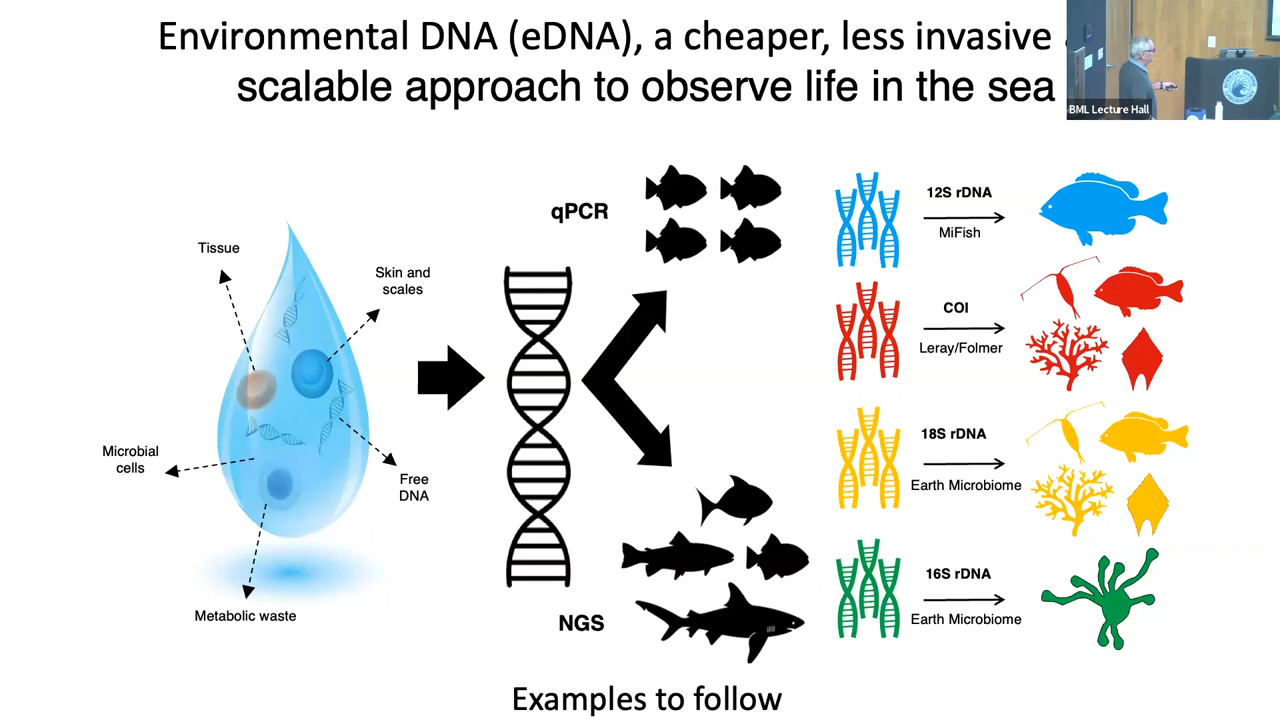 Environmental DNA (eDNA), a cheaper, less invasive
scalable approach to observe life in the sea
BML Lecture Hall
Tissue
Skin and
scales
Microbial
cells
Free
DNA
Metabolic waste
qPCR
NGS
12S rDNA
MiFish
COI
Leray/Folmer
18S rDNA
Earth Microbiome
16S rDNA
Earth Microbiome
Examples to follow